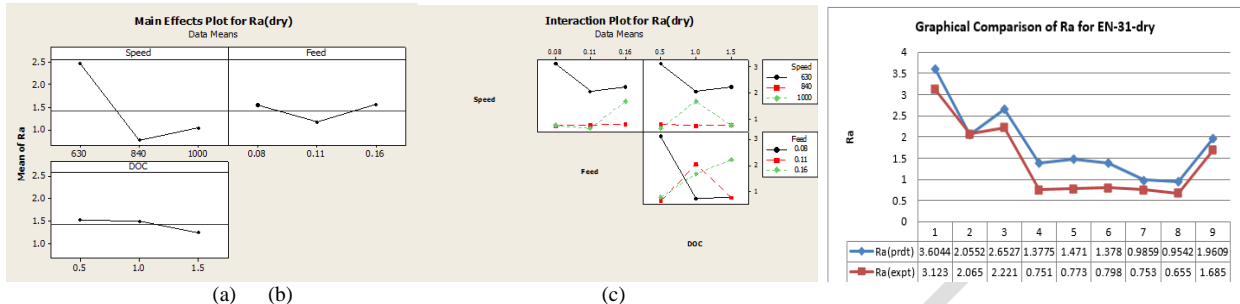 Main Effects Plot for Ra(dry)
Data Means
Speed Feed
2.5
2.0
1.5
1.0
630 840 1000 0.08 0.11 0.16
DOC
2.5
2.0
1.5
1.0
0.5 1.0 1.5
Mean of Ra
Interaction Plot for Ra(dry)
Data Means
0.08 0.11 0.16 0.5 1.0 1.5
Speed
3
2
1
Speed
630
840
1000
Feed
3
2
1
Feed
0.08
0.11
0.16
DOC
Graphical Comparison of Ra for EN-31-dry
4
3.5
3
2.5
2
1.5
1
0.5
0
Ra
1 2 3 4 5 6 7 8 9
Ra(prdt) 3.6044 2.0552 2.6527 1.3775 1.471 1.378 0.9859 0.9542 1.9609
Ra(expt) 3.123 2.065 2.221 0.751 0.773 0.798 0.753 0.655 1.685
(a) (b) (c)